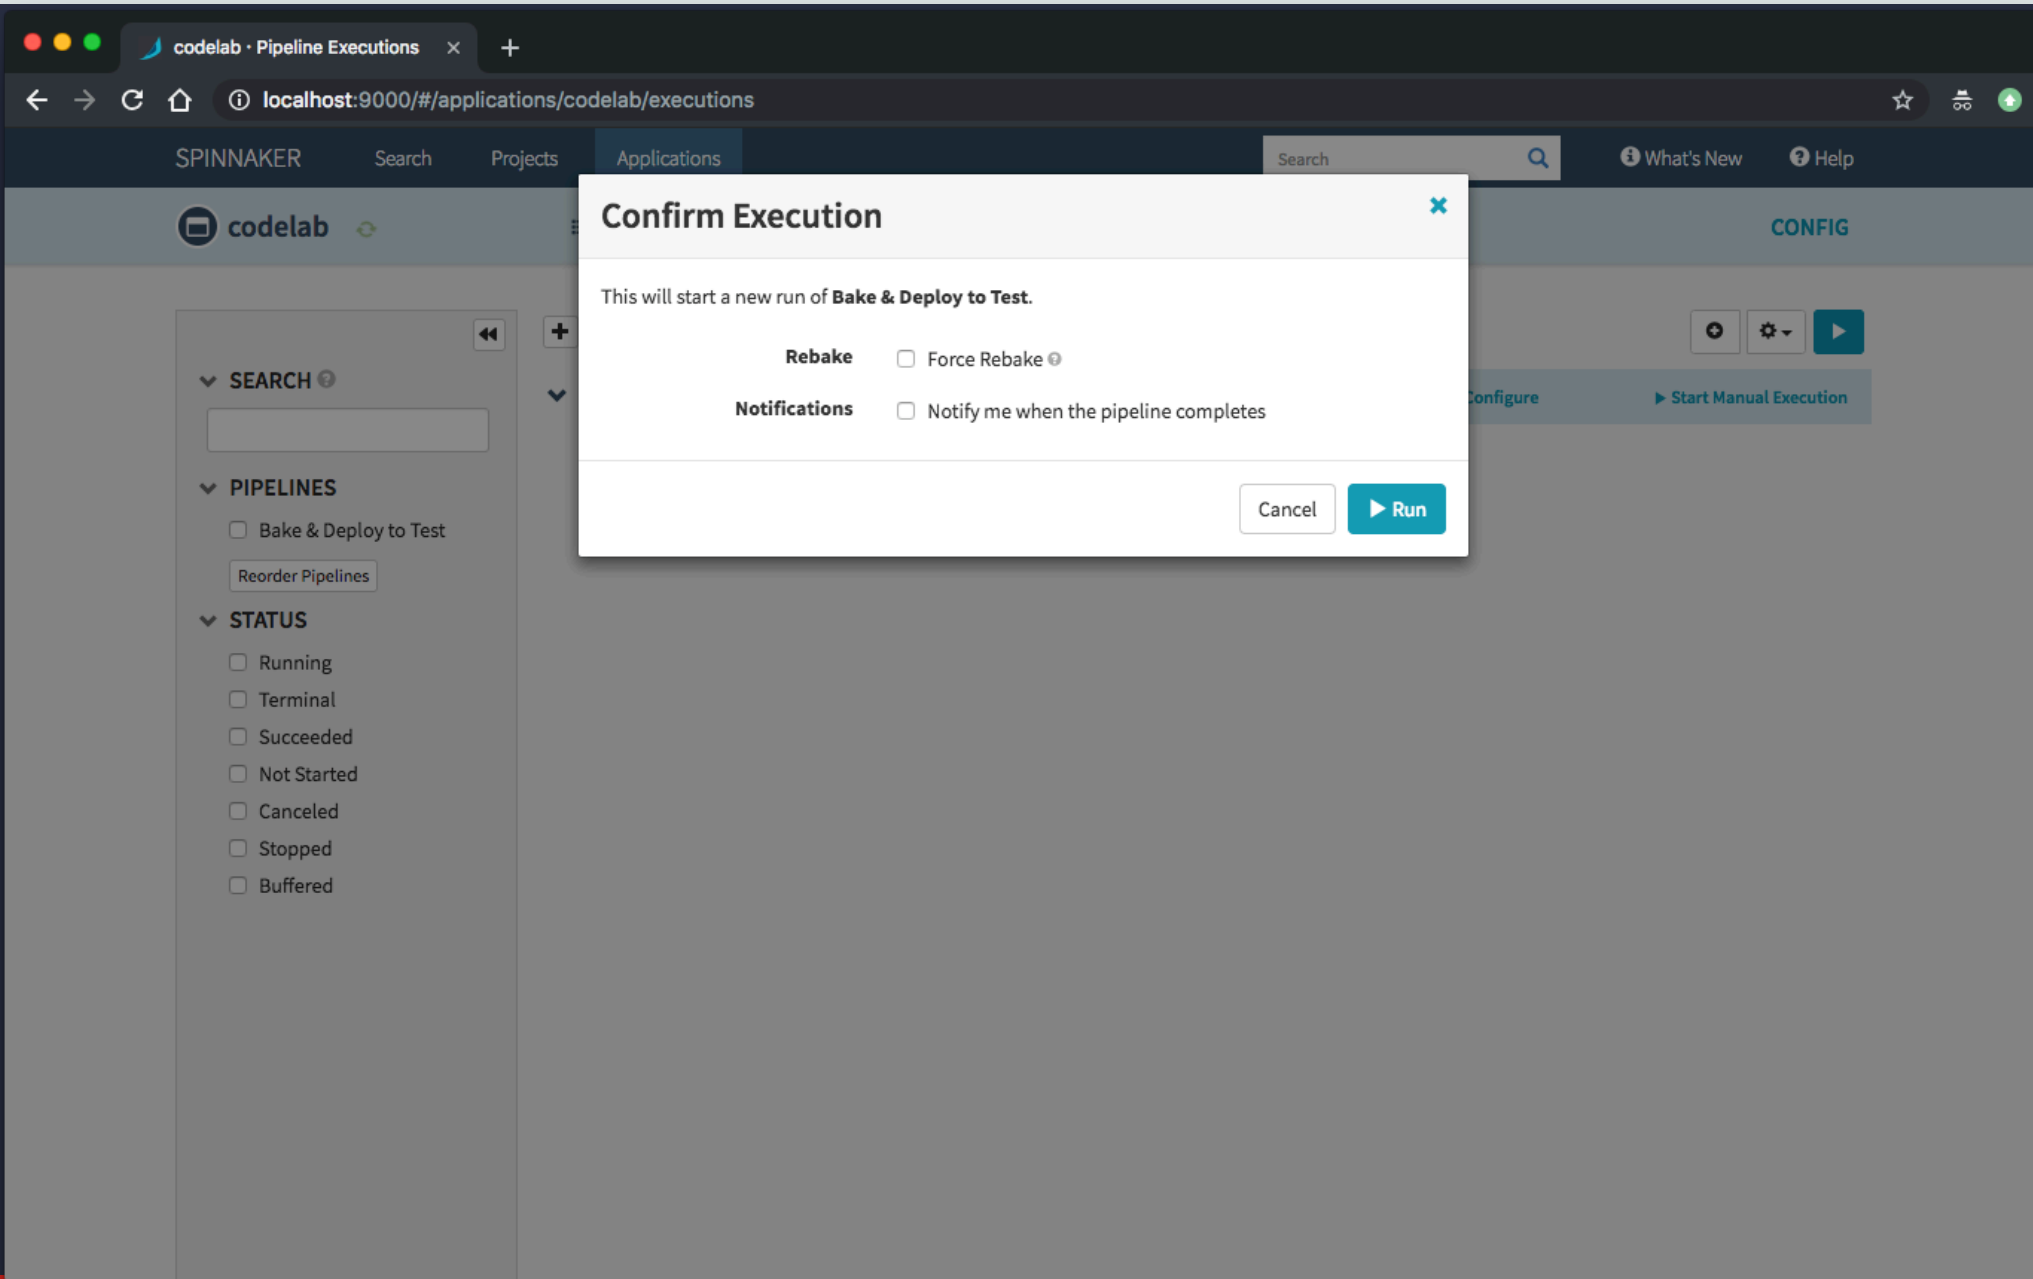 codelab · Pipeline Executions
localhost:9000/#/applications/codelab/executions
SPINNAKER Search Projects Applications Search What's New Help
codelab CONFIG
Confirm Execution
This will start a new run of Bake & Deploy to Test.
Rebake Force Rebake
Notifications Notify me when the pipeline completes
Cancel Run
SEARCH
PIPELINES
Bake & Deploy to Test
Reorder Pipelines
STATUS
Running
Terminal
Succeeded
Not Started
Canceled
Stopped
Buffered
Configure Start Manual Execution